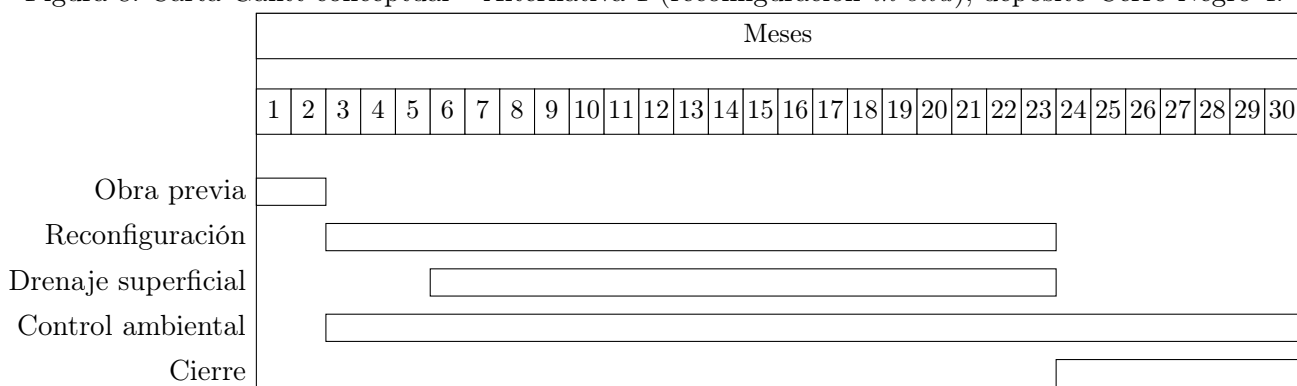 Figura 8: Carta Gantt conceptual - Alternativa 1 (reconfiguración in situ), depósito Cerro Negro 4.
Meses
1 2 3 4 5 6 7 8 9 10 11 12 13 14 15 16 17 18 19 20 21 22 23 24 25 26 27 28 29 30
Obra previa
Reconfiguración
Drenaje superficial
Control ambiental
Cierre